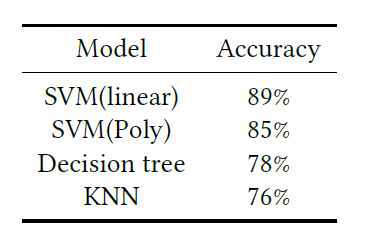 Model Accuracy
SVM(linear) 89%
SVM(Poly) 85%
Decision tree 78%
KNN 76%